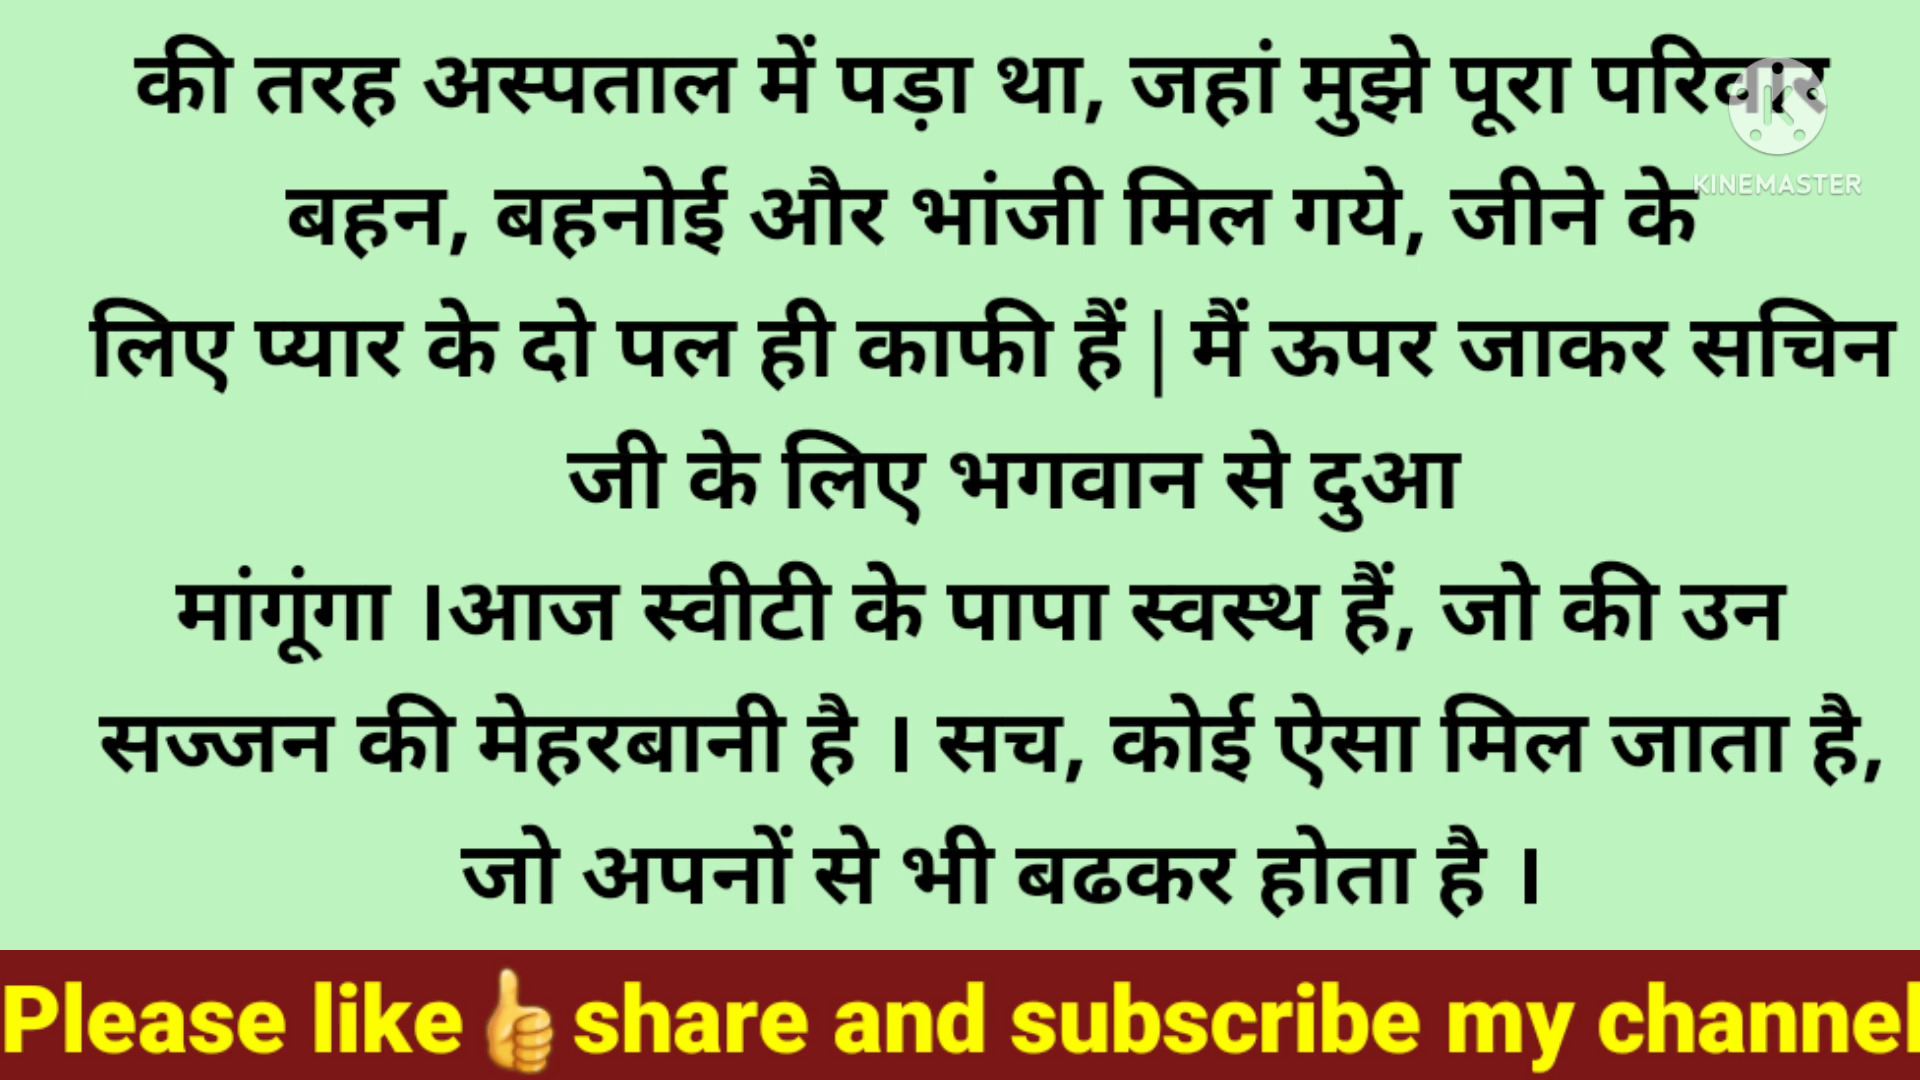 की तरह अस्पताल में पड़ा था, जहां मुझे पूरा परिवार
KINEMASTER
बहन, बहनोई और भांजी मिल गये, जीने के
लिए प्यार के दो पल ही काफी हैं | मैं ऊपर जाकर सचिन
जी के लिए भगवान से दुआ
मांगूंगा ।आज स्वीटी के पापा स्वस्थ हैं, जो की उन
सज्जन की मेहरबानी है । सच, कोई ऐसा मिल जाता है,
जो अपनों से भी बढकर होता है ।
Please like👍share and subscribe my channel